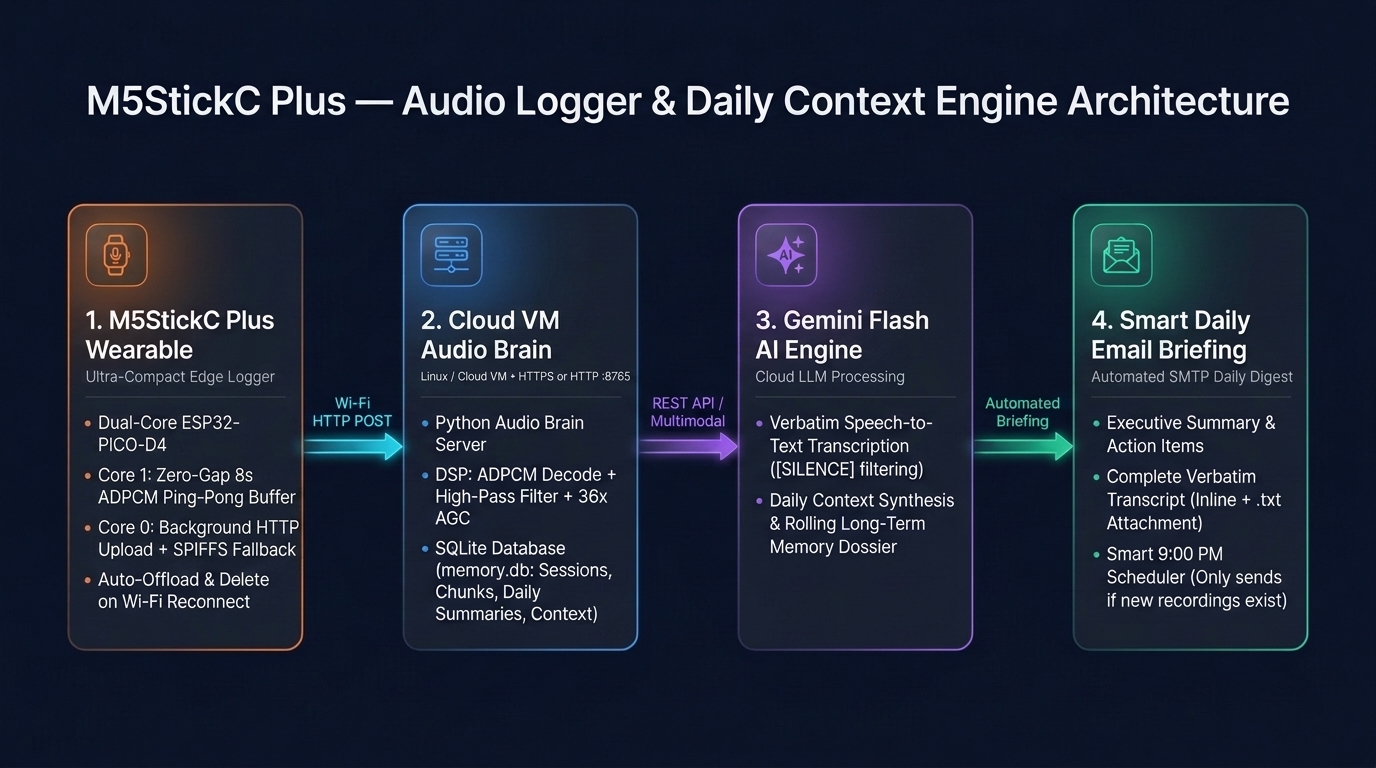 M5StickC Plus — Audio Logger & Daily Context Engine Architecture
1. M5StickC Plus
Wearable
Ultra-Compact Edge Logger
• Dual-Core ESP32-
PICO-D4
• Core 1: Zero-Gap 8s
ADPCM Ping-Pong Buffer
• Core 0: Background HTTP
Upload + SPIFFS Fallback
• Auto-Offload & Delete
on Wi-Fi Reconnect
Wi-Fi
HTTP POST
2. Cloud VM
Audio Brain
Linux / Cloud VM • HTTPS or HTTP :8765
• Python Audio Brain
Server
• DSP: ADPCM Decode +
High-Pass Filter + 36x
AGC
• SQLite Database
(memory.db: Sessions,
Chunks, Daily
Summaries, Context)
REST API /
Multimodal
AI
3. Gemini Flash
AI Engine
Cloud LLM Processing
• Verbatim Speech-to-
Text Transcription
([SILENCE] filtering)
• Daily Context Synthesis
& Rolling Long-Term
Memory Dossier
Automated
Briefing
4. Smart Daily
Email Briefing
Automated SMTP Daily Digest
• Executive Summary &
Action Items
• Complete Verbatim
Transcript (Inline + .txt
Attachment)
• Smart 9:00 PM
Scheduler (Only sends
if new recordings exist)